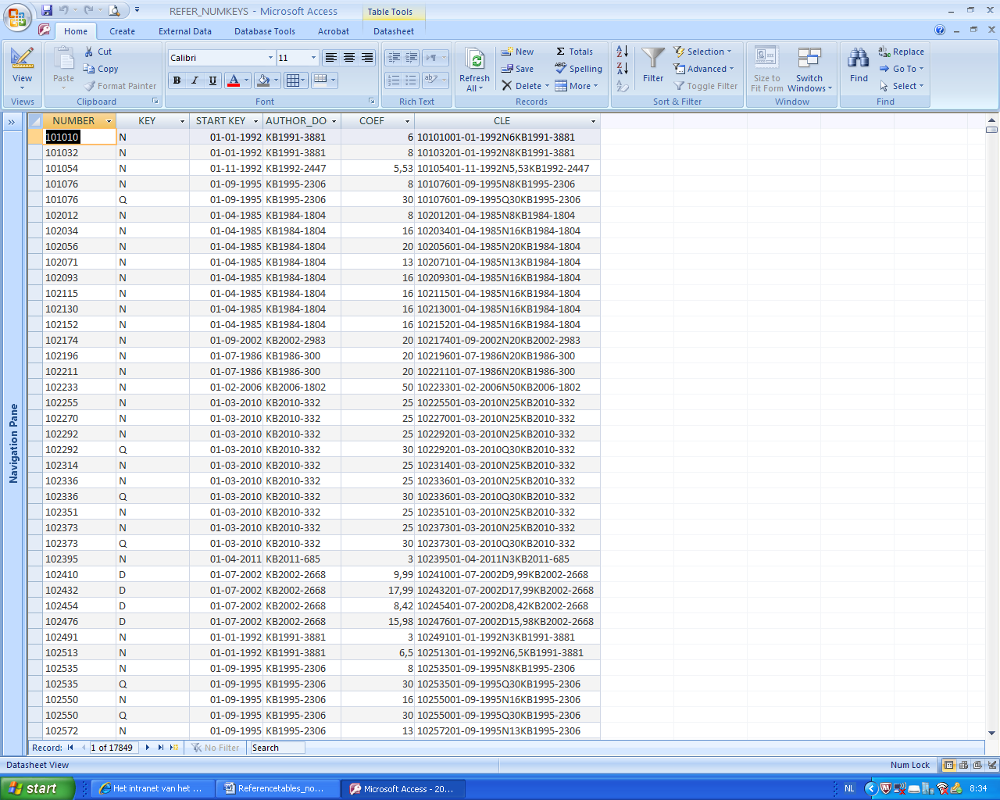 REFER_NUMKEYS - Microsoft Access
Table Tools
Home Create External Data Database Tools Acrobat Datasheet
View
Views
Paste
Cut
Copy
Format Painter
Clipboard
Calibri 11
B I U A
Font
Rich Text
Refresh All
New
Save
Delete
Totals
Spelling
More
Records
Filter
Selection
Advanced
Toggle Filter
Sort & Filter
Size to Fit Form
Switch Windows
Window
Find
Replace
Go To
Select
Find
Navigation Pane
NUMBER KEY START KEY AUTHOR_DO COEF CLE
101010 N 01-01-1992 KB1991-3881 6 10101001-01-1992N6KB1991-3881
101032 N 01-01-1992 KB1991-3881 8 10103201-01-1992N8KB1991-3881
101054 N 01-11-1992 KB1992-2447 5,53 10105401-11-1992N5,53KB1992-2447
101076 N 01-09-1995 KB1995-2306 8 10107601-09-1995N8KB1995-2306
101076 Q 01-09-1995 KB1995-2306 30 10107601-09-1995Q30KB1995-2306
102012 N 01-04-1985 KB1984-1804 8 10201201-04-1985N8KB1984-1804
102034 N 01-04-1985 KB1984-1804 16 10203401-04-1985N16KB1984-1804
102056 N 01-04-1985 KB1984-1804 20 10205601-04-1985N20KB1984-1804
102071 N 01-04-1985 KB1984-1804 13 10207101-04-1985N13KB1984-1804
102093 N 01-04-1985 KB1984-1804 16 10209301-04-1985N16KB1984-1804
102115 N 01-04-1985 KB1984-1804 16 10211501-04-1985N16KB1984-1804
102130 N 01-04-1985 KB1984-1804 16 10213001-04-1985N16KB1984-1804
102152 N 01-04-1985 KB1984-1804 16 10215201-04-1985N16KB1984-1804
102174 N 01-09-2002 KB2002-2983 20 10217401-09-2002N20KB2002-2983
102196 N 01-07-1986 KB1986-300 20 10219601-07-1986N20KB1986-300
102211 N 01-07-1986 KB1986-300 20 10221101-07-1986N20KB1986-300
102233 N 01-02-2006 KB2006-1802 50 10223301-02-2006N50KB2006-1802
102255 N 01-03-2010 KB2010-332 25 10225501-03-2010N25KB2010-332
102270 N 01-03-2010 KB2010-332 25 10227001-03-2010N25KB2010-332
102292 N 01-03-2010 KB2010-332 25 10229201-03-2010N25KB2010-332
102292 Q 01-03-2010 KB2010-332 30 10229201-03-2010Q30KB2010-332
102314 N 01-03-2010 KB2010-332 25 10231401-03-2010N25KB2010-332
102336 N 01-03-2010 KB2010-332 25 10233601-03-2010N25KB2010-332
102336 Q 01-03-2010 KB2010-332 30 10233601-03-2010Q30KB2010-332
102351 N 01-03-2010 KB2010-332 25 10235101-03-2010N25KB2010-332
102373 N 01-03-2010 KB2010-332 25 10237301-03-2010N25KB2010-332
102373 Q 01-03-2010 KB2010-332 30 10237301-03-2010Q30KB2010-332
102395 N 01-04-2011 KB2011-685 3 10239501-04-2011N3KB2011-685
102410 D 01-07-2002 KB2002-2668 9,99 10241001-07-2002D9,99KB2002-2668
102432 D 01-07-2002 KB2002-2668 17,99 10243201-07-2002D17,99KB2002-2668
102454 D 01-07-2002 KB2002-2668 8,42 10245401-07-2002D8,42KB2002-2668
102476 D 01-07-2002 KB2002-2668 15,98 10247601-07-2002D15,98KB2002-2668
102491 N 01-01-1992 KB1991-3881 3 10249101-01-1992N3KB1991-3881
102513 N 01-01-1992 KB1991-3881 6,5 10251301-01-1992N6,5KB1991-3881
102535 N 01-09-1995 KB1995-2306 8 10253501-09-1995N8KB1995-2306
102535 Q 01-09-1995 KB1995-2306 30 10253501-09-1995Q30KB1995-2306
102550 N 01-09-1995 KB1995-2306 16 10255001-09-1995N16KB1995-2306
102550 Q 01-09-1995 KB1995-2306 30 10255001-09-1995Q30KB1995-2306
102572 N 01-09-1995 KB1995-2306 13 10257201-09-1995N13KB1995-2306
Record: 1 of 17849 No Filter Search
Datasheet View Num Lock
start Het intranet van het ... Referencetables_no... Microsoft Access - 20... NL 8:34